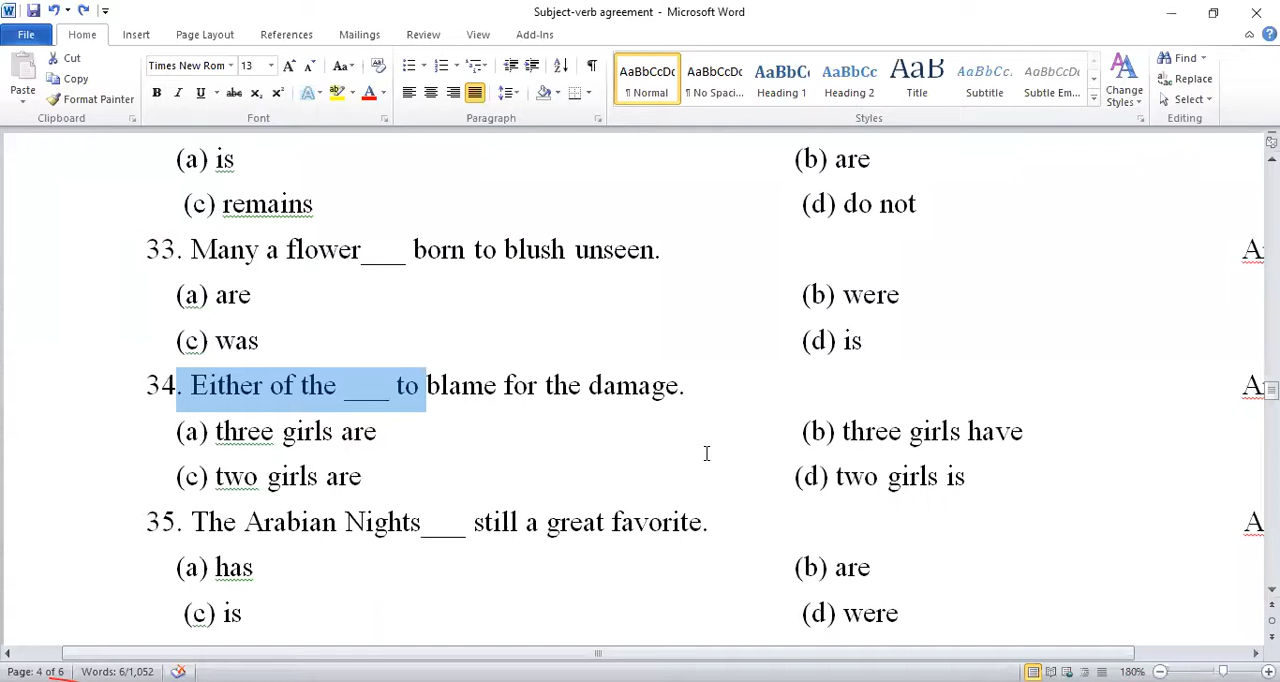 Subject-verb agreement - Microsoft Word
File Home Insert Page Layout References Mailings Review View Add-Ins
Paste Cut Copy Format Painter Clipboard
Times New Rom 13 Font
Paragraph
AaBbCcDc ¶ Normal AaBbCcDc ¶ No Spaci... AaBbC Heading 1 AaBbCc Heading 2 AaB Title AaBbCc. Subtitle AaBbCcDc Subtle Em... Change Styles Styles
Find Replace Select Editing
(a) is (b) are
(c) remains (d) do not
33. Many a flower___ born to blush unseen. A
(a) are (b) were
(c) was (d) is
34. Either of the ___ to blame for the damage.
(a) three girls are (b) three girls have
(c) two girls are (d) two girls is
35. The Arabian Nights___ still a great favorite. A
(a) has (b) are
(c) is (d) were
Page: 4 of 6 Words: 6/1,052 180%